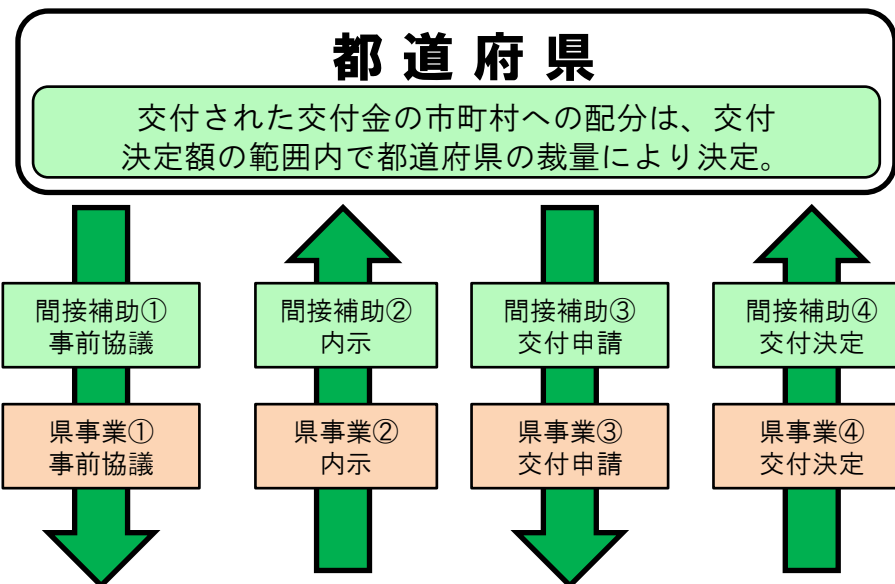 都道府県
交付された交付金の市町村への配分は、交付
決定額の範囲内で都道府県の裁量により決定。
間接補助①
事前協議
間接補助②
内示
間接補助③
交付申請
間接補助④
交付決定
県事業①
事前協議
県事業②
内示
県事業③
交付申請
県事業④
交付決定